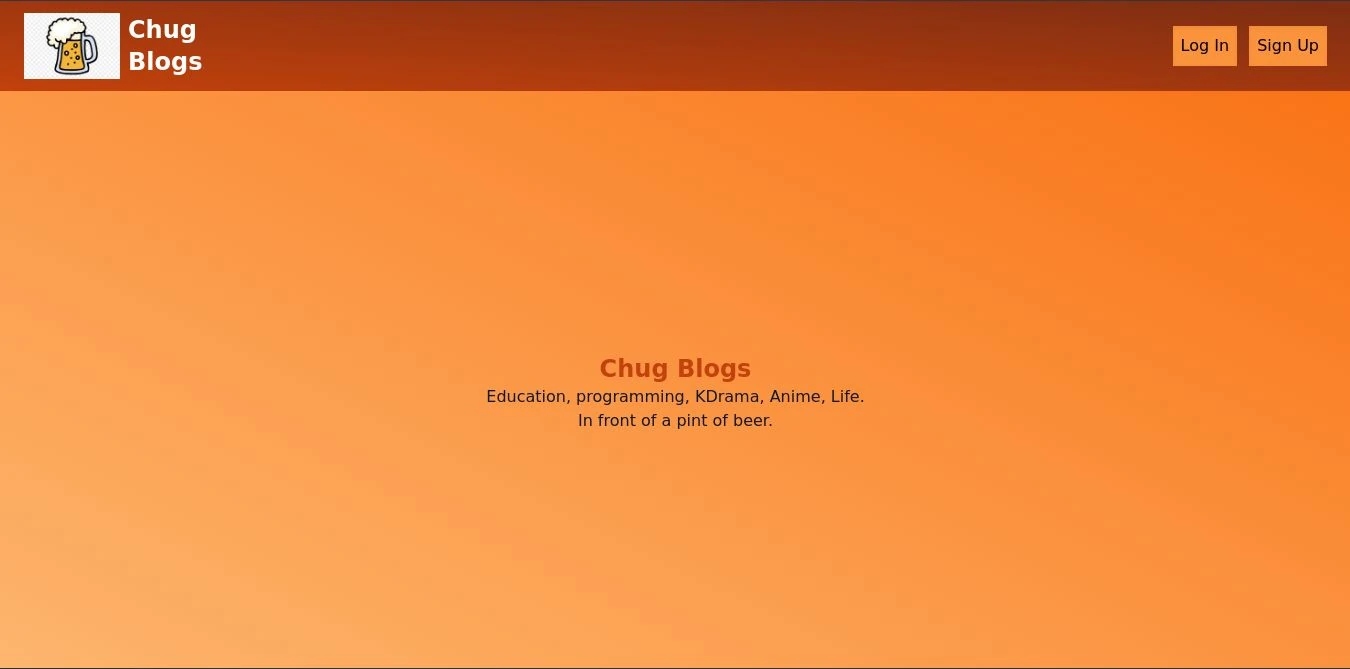 Chug
Blogs
Log In
Sign Up
Chug Blogs
Education, programming, KDrama, Anime, Life.
In front of a pint of beer.